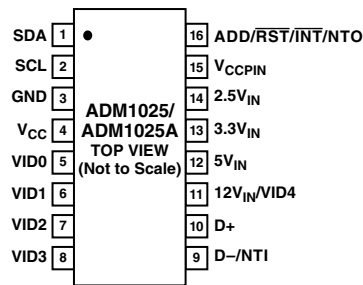 SDA 1
SCL 2
GND 3
VCC 4
VID0 5
VID1 6
VID2 7
VID3 8
ADM1025/
ADM1025A
TOP VIEW
(Not to Scale)
16 ADD/RST/INT/NTO
15 VCCPIN
14 2.5VIN
13 3.3VIN
12 5VIN
11 12VIN/VID4
10 D+
9 D–/NTI